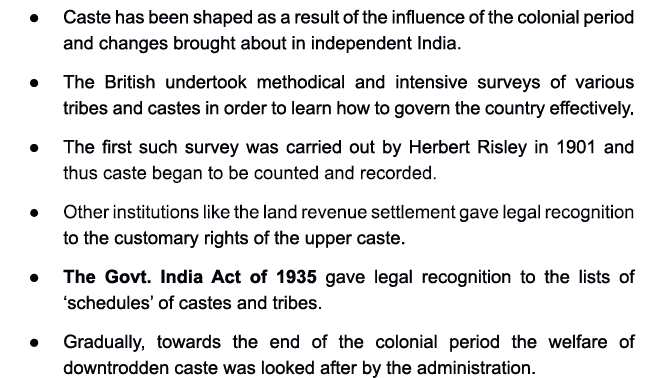 ● Caste has been shaped as a result of the influence of the colonial period
and changes brought about in independent India.
● The British undertook methodical and intensive surveys of various
tribes and castes in order to learn how to govern the country effectively.
● The first such survey was carried out by Herbert Risley in 1901 and
thus caste began to be counted and recorded.
● Other institutions like the land revenue settlement gave legal recognition
to the customary rights of the upper caste.
● The Govt. India Act of 1935 gave legal recognition to the lists of
‘schedules’ of castes and tribes.
● Gradually, towards the end of the colonial period the welfare of
downtrodden caste was looked after by the administration.